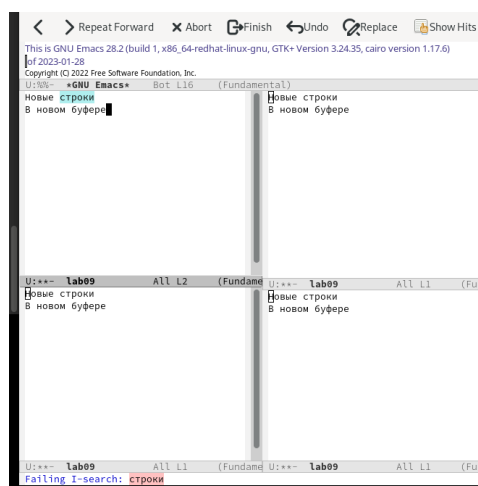 Repeat Forward Abort Finish Undo Replace Show Hits
This is GNU Emacs 28.2 (build 1, x86_64-redhat-linux-gnu, GTK+ Version 3.24.35, cairo version 1.17.6)
of 2023-01-28
Copyright (C) 2022 Free Software Foundation, Inc.
U:%%- *GNU Emacs* Bot L16 (Fundamental)
Новые строки
В новом буфере
U:**- lab09 All L2 (Fundame
Новые строки
В новом буфере
U:**- lab09 All L1 (Fu
Новые строки
В новом буфере
U:**- lab09 All L1 (Fundame
Новые строки
В новом буфере
U:**- lab09 All L1 (Fu
Failing I-search: строки